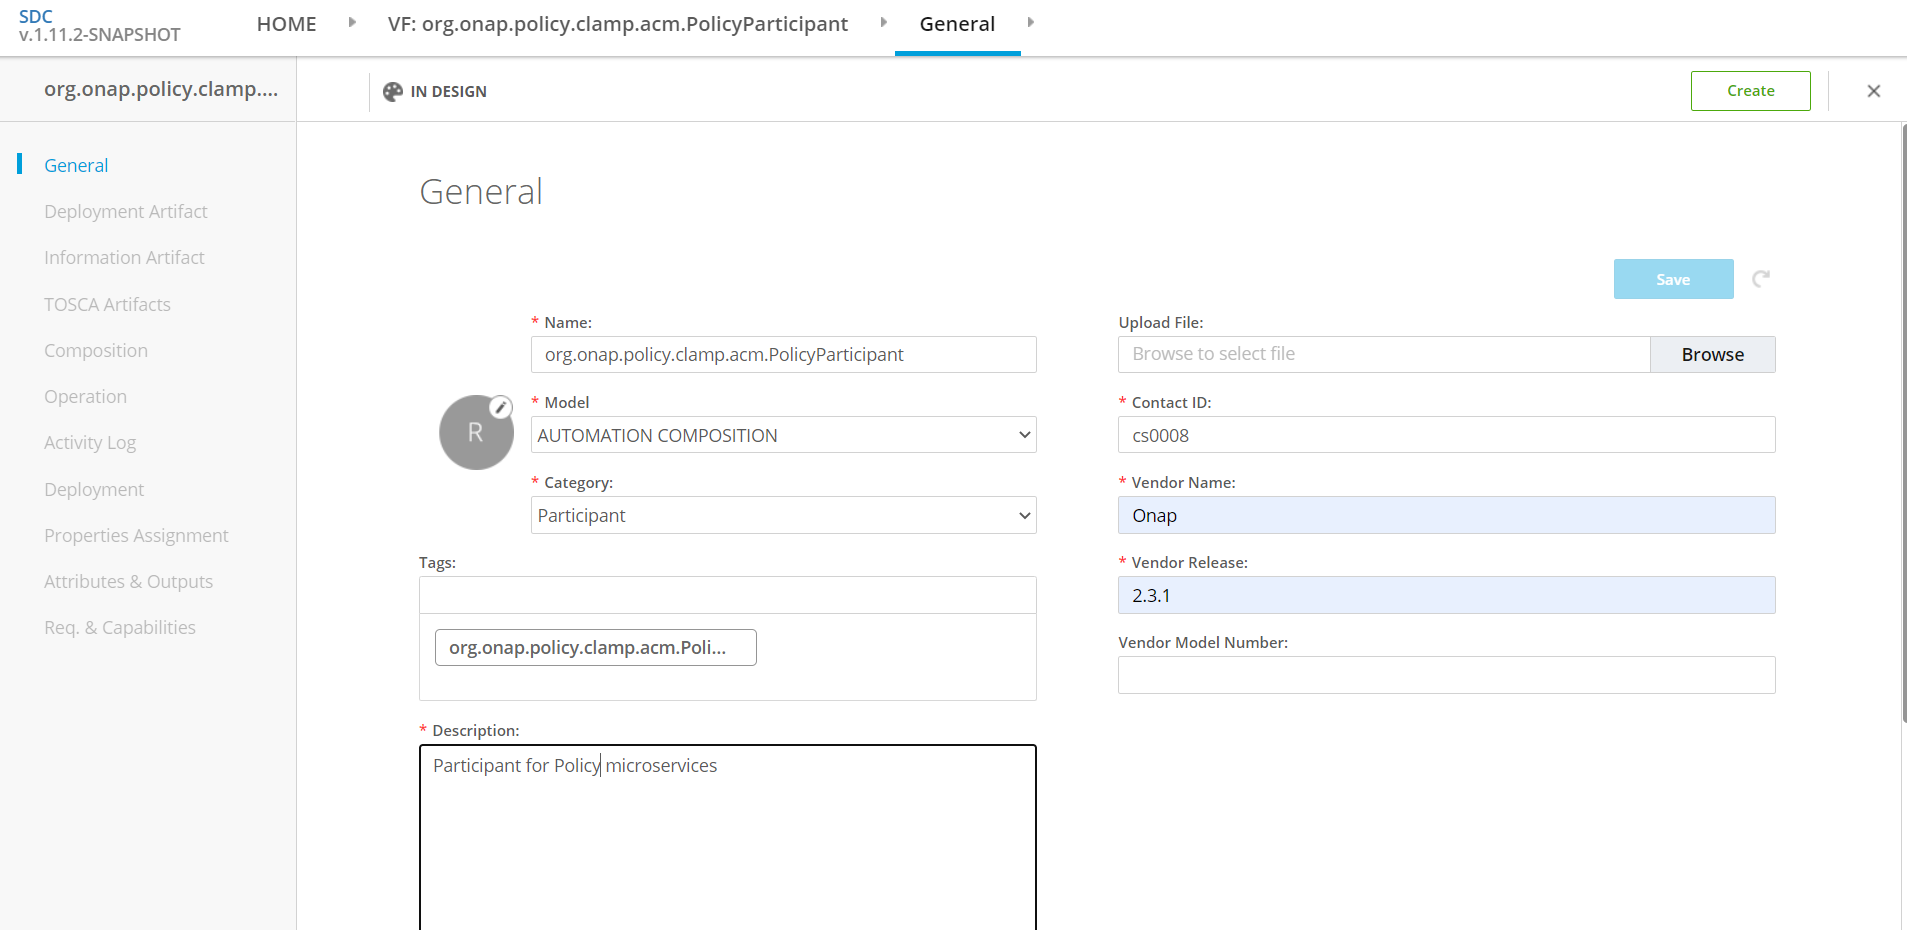 SDC
v.1.11.2-SNAPSHOT
HOME
VF: org.onap.policy.clamp.acm.PolicyParticipant
General
org.onap.policy.clamp....
IN DESIGN
Create
General
Deployment Artifact
Information Artifact
TOSCA Artifacts
Composition
Operation
Activity Log
Deployment
Properties Assignment
Attributes & Outputs
Req. & Capabilities
General
Save
* Name:
org.onap.policy.clamp.acm.PolicyParticipant
R
* Model
AUTOMATION COMPOSITION
* Category:
Participant
Tags:
org.onap.policy.clamp.acm.Poli...
* Description:
Participant for Policy microservices
Upload File:
Browse to select file
Browse
* Contact ID:
cs0008
* Vendor Name:
Onap
* Vendor Release:
2.3.1
Vendor Model Number: